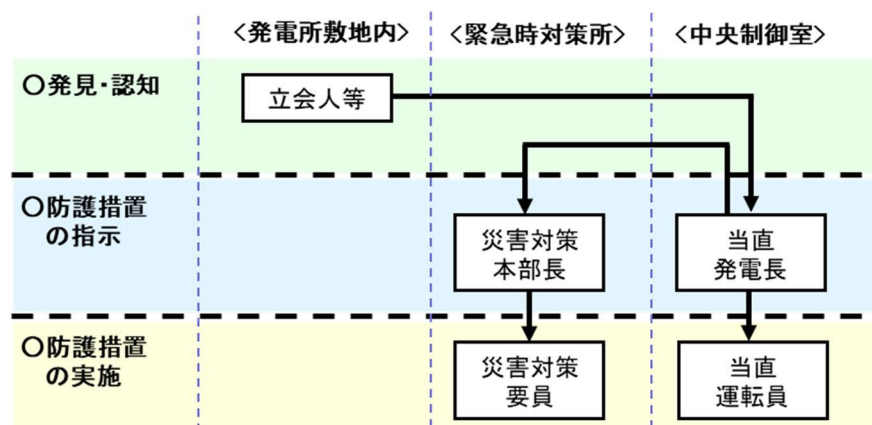 <発電所敷地内> <緊急時対策所> <中央制御室>
〇発見・認知
立会人等
〇防護措置
の指示
災害対策
本部長
当直
発電長
〇防護措置
の実施
災害対策
要員
当直
運転員